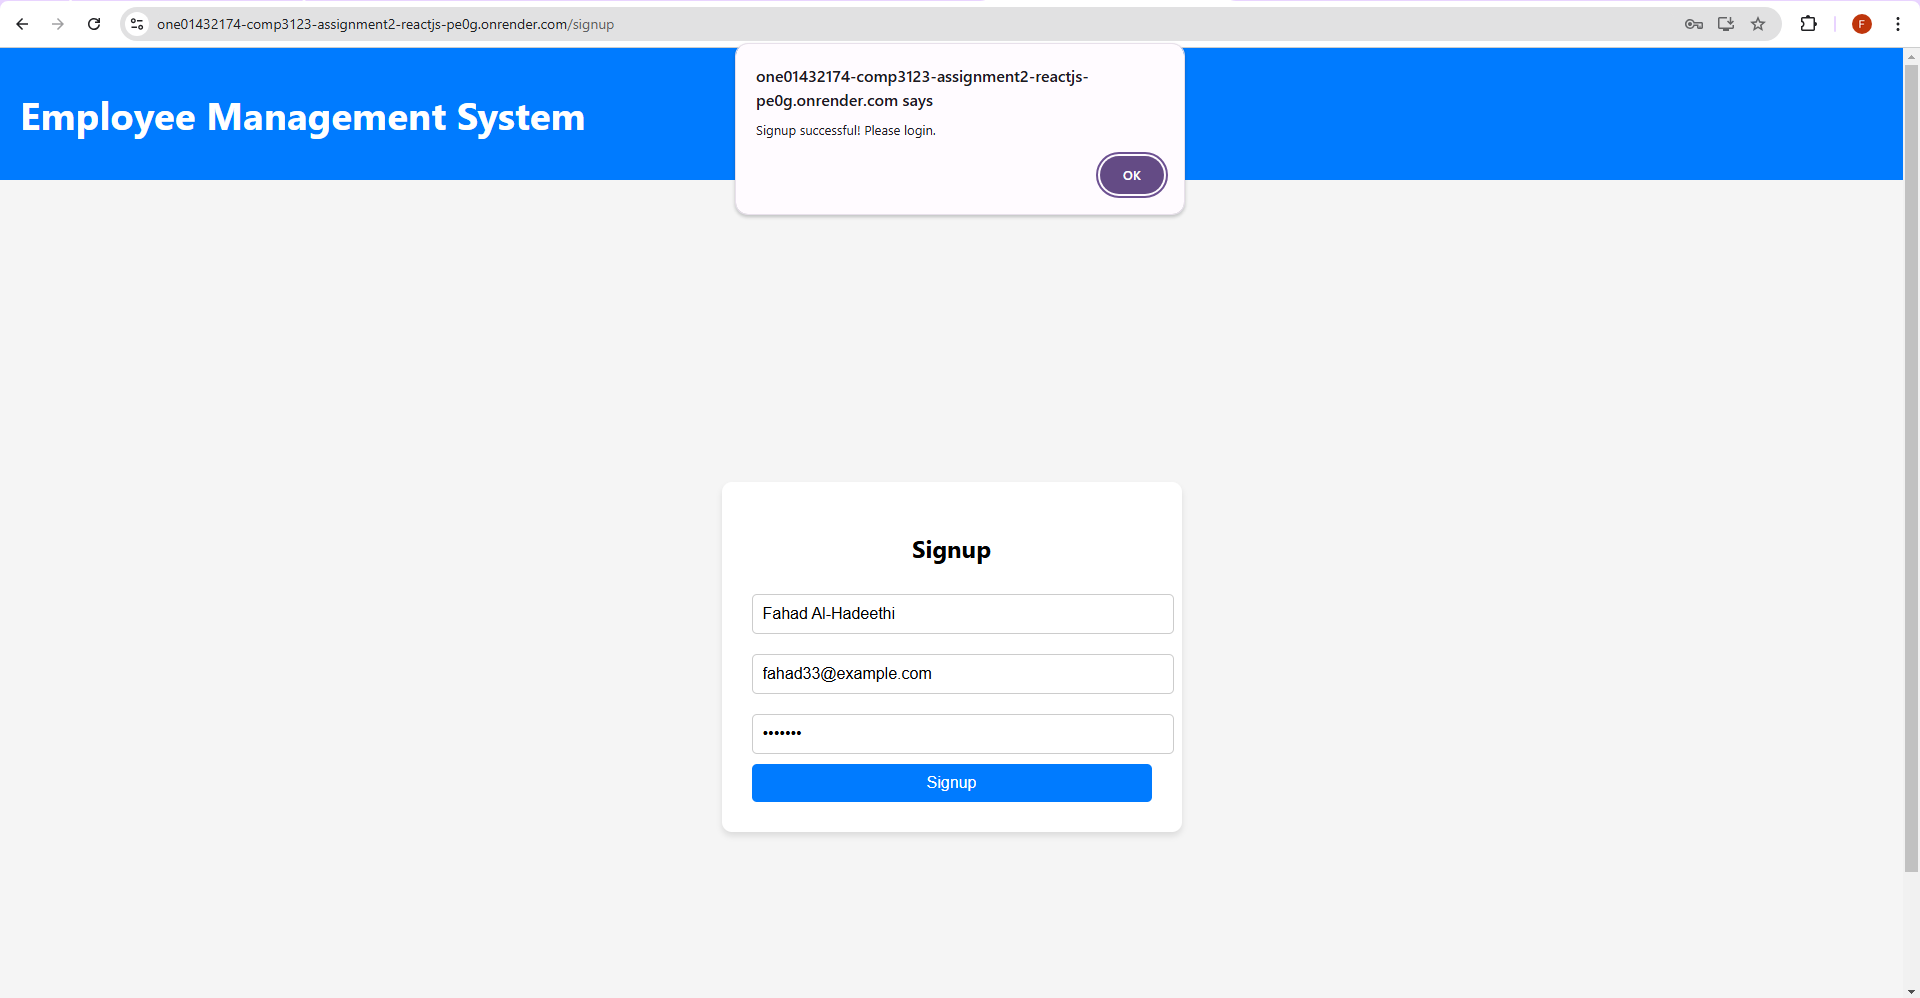 one01432174-comp3123-assignment2-reactjs-pe0g.onrender.com/signup
F
Employee Management System
one01432174-comp3123-assignment2-reactjs-
pe0g.onrender.com says
Signup successful! Please login.
OK
Signup
Fahad Al-Hadeethi
fahad33@example.com
•••••••
Signup